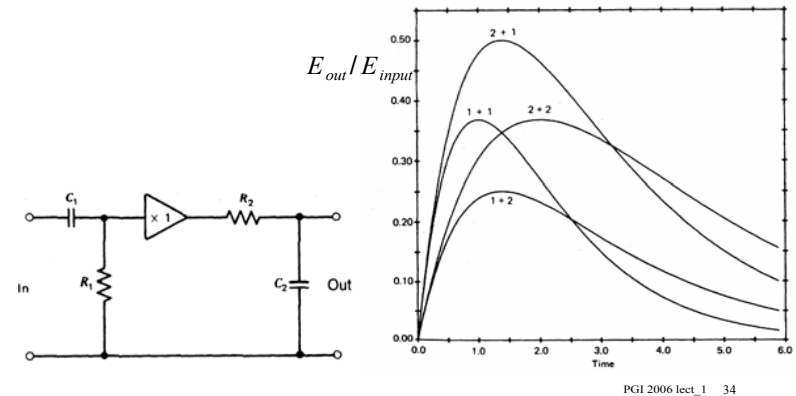 E_out / E_input
C₁
R₁
× 1
R₂
C₂
In
Out
0.50
0.40
0.30
0.20
0.10
0.00
2 + 1
1 + 1
2 + 2
1 + 2
0.0 1.0 2.0 3.0 4.0 5.0 6.0
Time
PGI 2006 lect_1 34